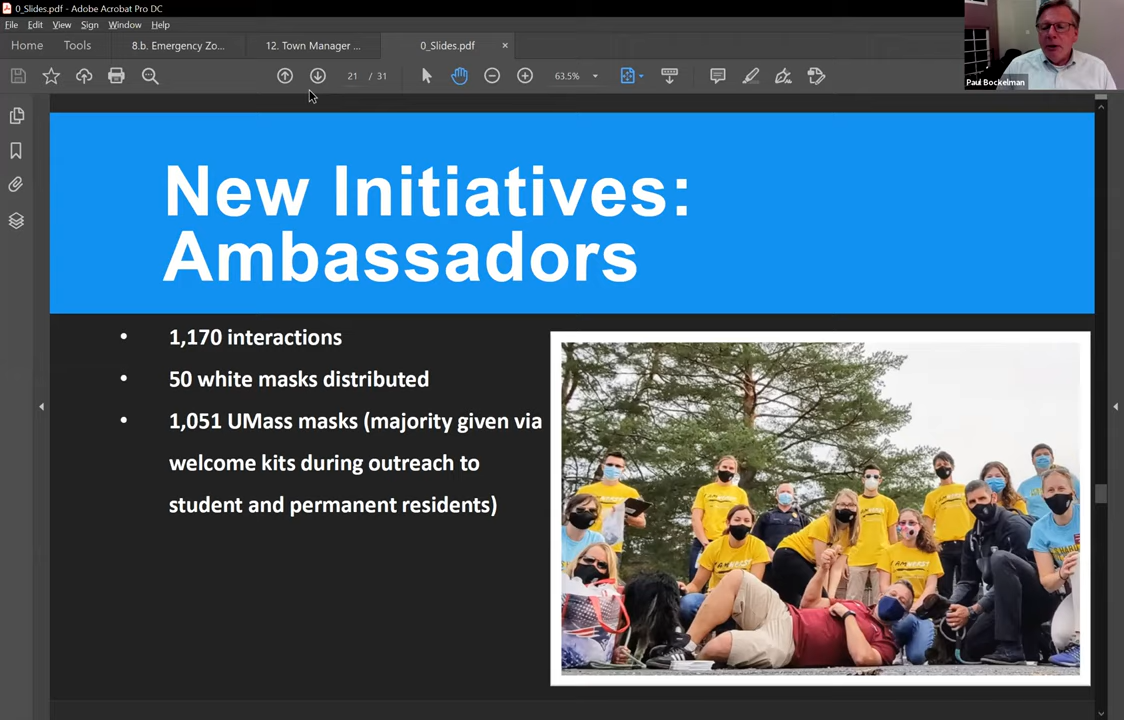 0_Slides.pdf - Adobe Acrobat Pro DC
File Edit View Sign Window Help
Home Tools 8.b. Emergency Zo... 12. Town Manager ... 0_Slides.pdf ×
21 / 31 63.5%
Paul Bockelman
New Initiatives:
Ambassadors
• 1,170 interactions
• 50 white masks distributed
• 1,051 UMass masks (majority given via
welcome kits during outreach to
student and permanent residents)